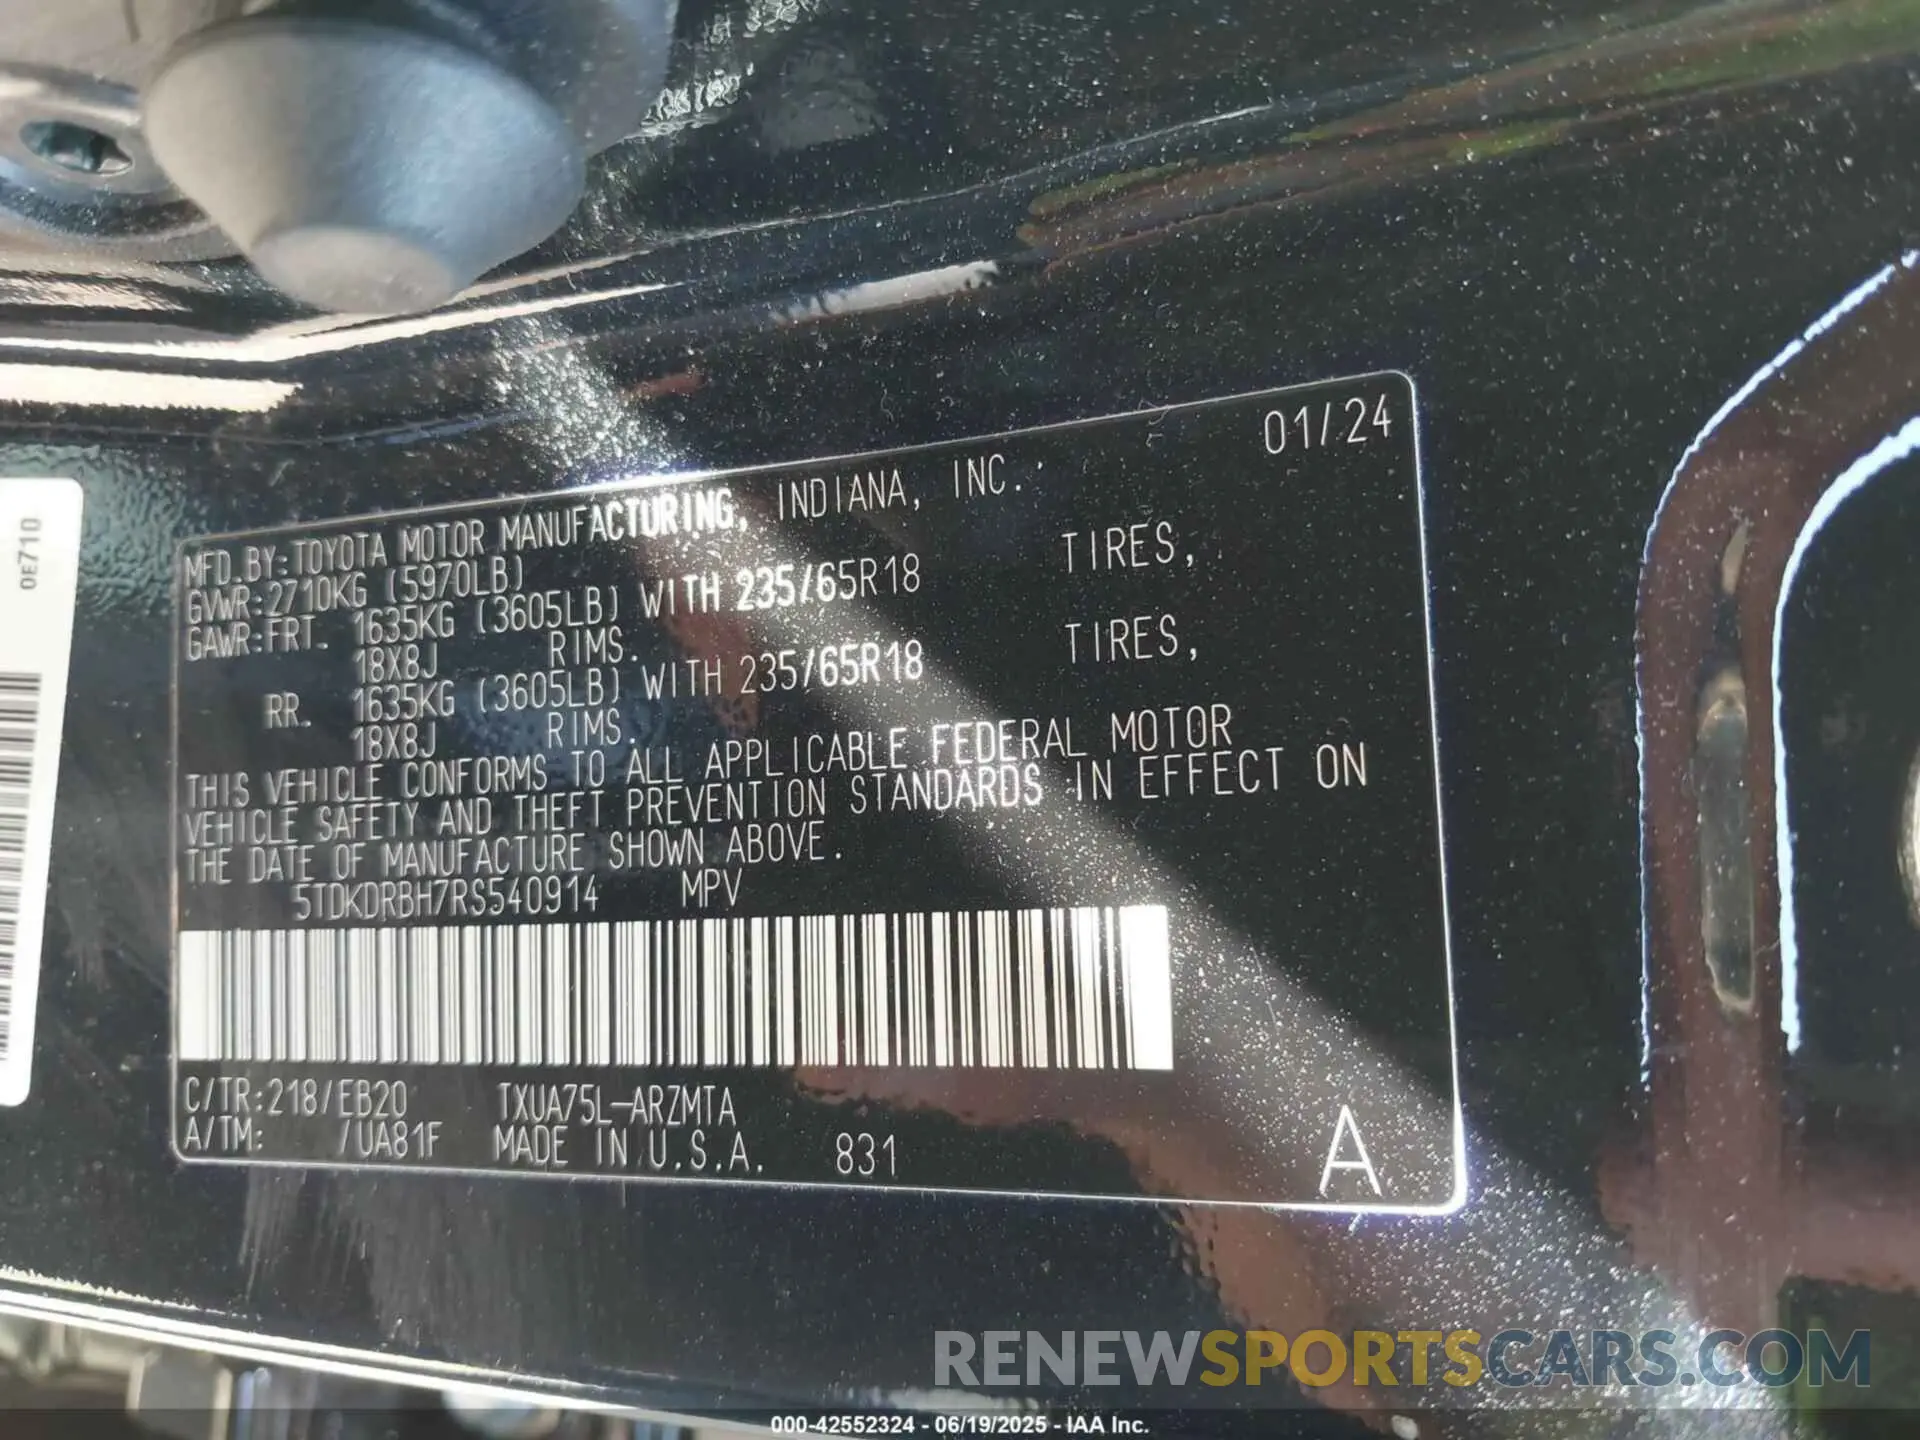 01/24
MFD.BY:TOYOTA MOTOR MANUFACTURING, INDIANA, INC.
GVWR:2710KG (5970LB)
GAWR:FRT. 1635KG (3605LB) WITH 235/65R18 TIRES,
18X8J RIMS.
RR. 1635KG (3605LB) WITH 235/65R18 TIRES,
18X8J RIMS.
THIS VEHICLE CONFORMS TO ALL APPLICABLE FEDERAL MOTOR
VEHICLE SAFETY AND THEFT PREVENTION STANDARDS IN EFFECT ON
THE DATE OF MANUFACTURE SHOWN ABOVE.
5TDKDRBH7RS540914 MPV
C/TR:218/EB20 TXUA75L-ARZMTA
A/TM: /UA81F MADE IN U.S.A. 831
A
0E710
RENEWSPORTSCARS.COM
000-42552324 - 06/19/2025 - IAA Inc.